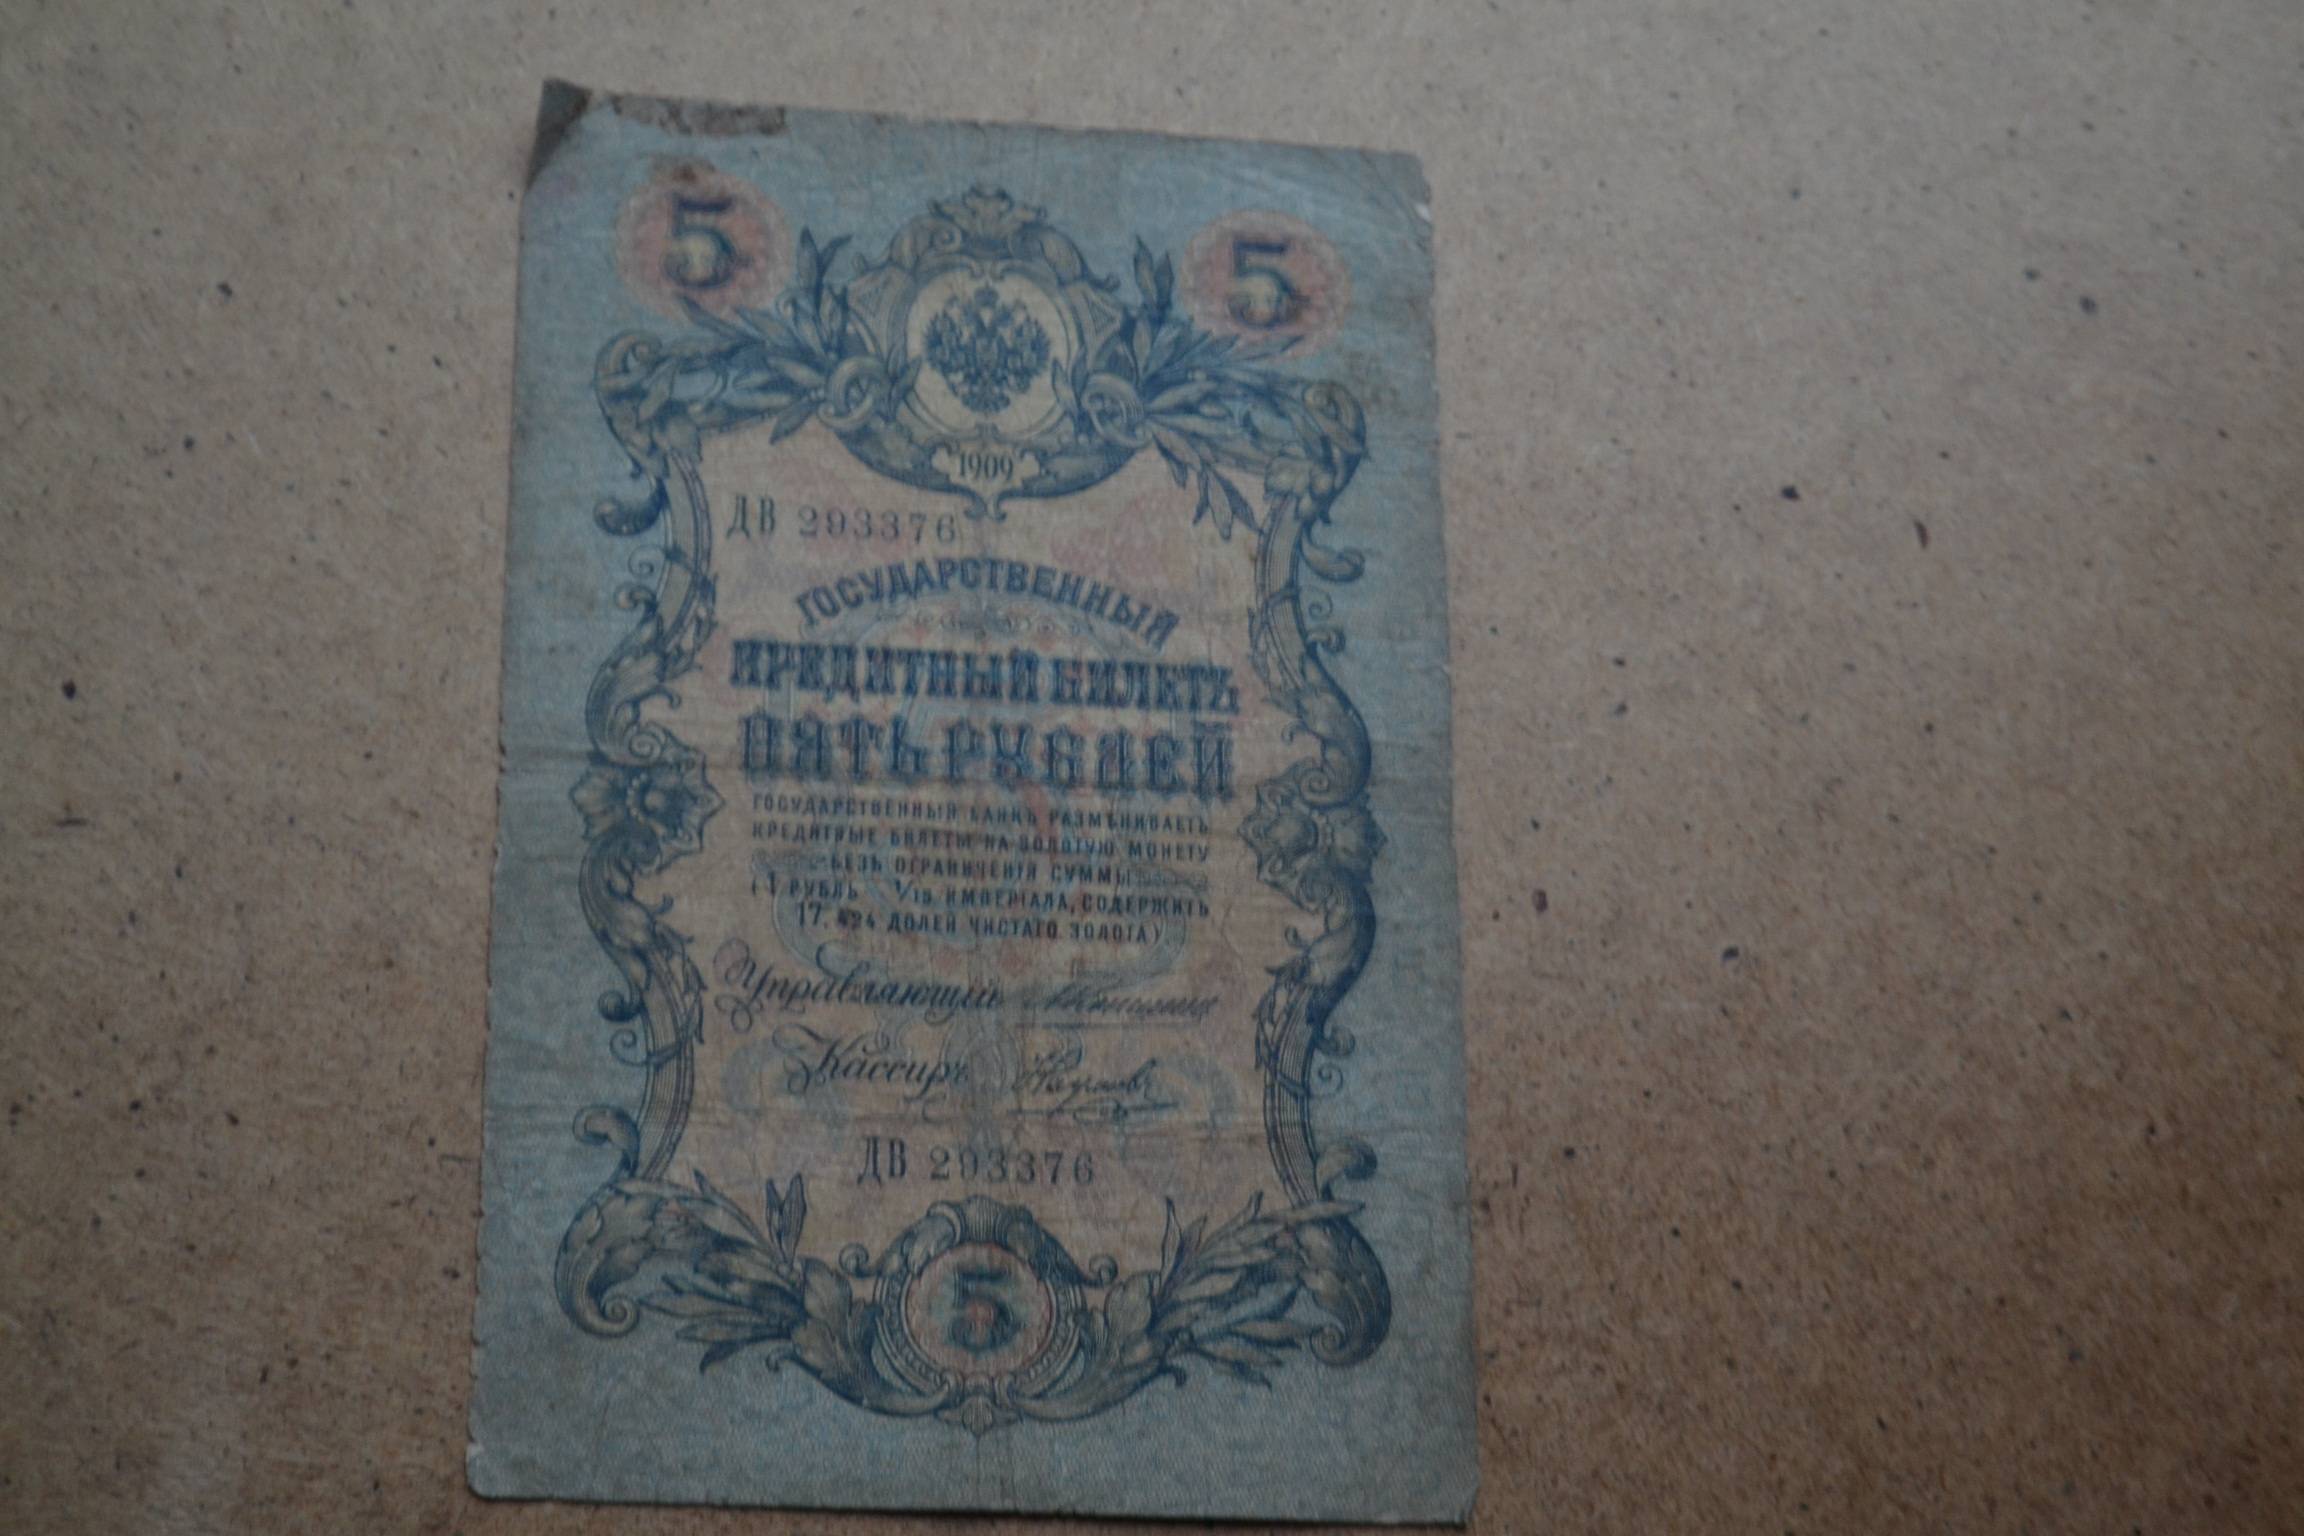 5
5
1909
ДВ 293376
ГОСУДАРСТВЕННЫЙ
КРЕДИТНЫЙ БИЛЕТЪ
ПЯТЬ РУБЛЕЙ
ГОСУДАРСТВЕННЫЙ БАНКЪ РАЗМѢНИВАЕТЪ
КРЕДИТНЫЕ БИЛЕТЫ НА ЗОЛОТУЮ МОНЕТУ
БЕЗЪ ОГРАНИЧЕНІЯ СУММЫ
(1 РУБЛЬ = 1/15 ИМПЕРІАЛА, СОДЕРЖИТЪ
17.424 ДОЛЕЙ ЧИСТАГО ЗОЛОТА)
Управляющій
Кассиръ
ДВ 293376
5